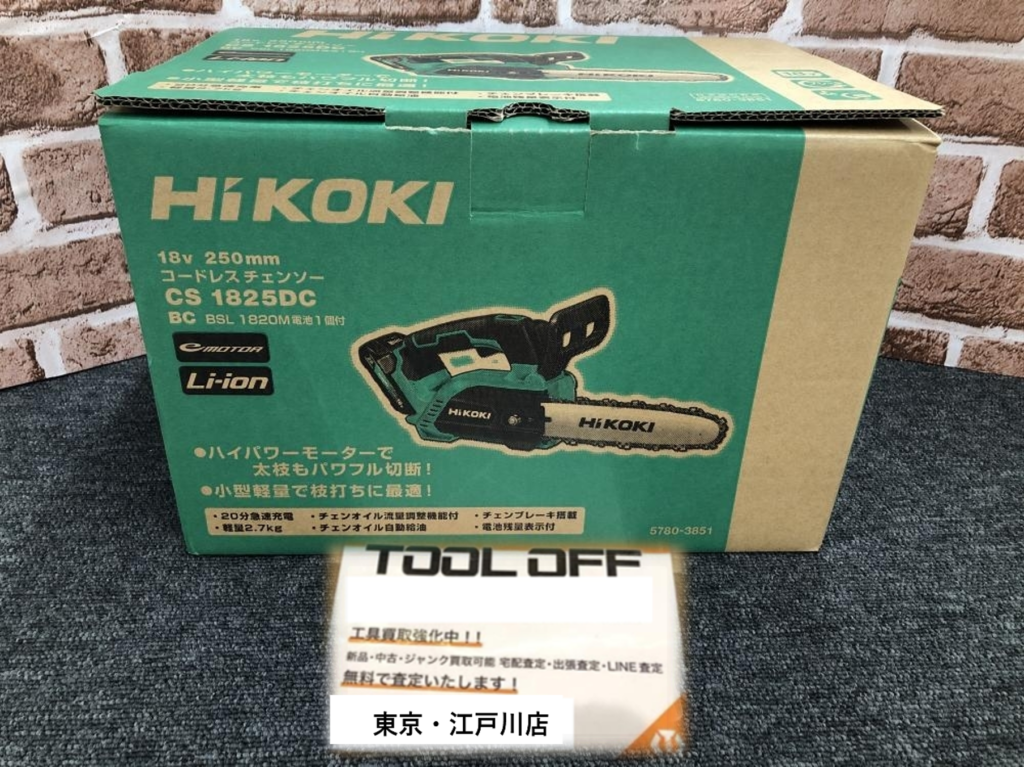 HiKOKI
HiKOKI
Li-ion
HiKOKI
18v 250mm
コードレスチェンソー
CS 1825DC
BC BSL 1820M電池1個付
eMOTOR
Li-ion
HiKOKI
HiKOKI
●ハイパワーモーターで
太枝もパワフル切断!
●小型軽量で枝打ちに最適!
・20分急速充電 ・チェンオイル流量調整機能付 ・チェンブレーキ搭載
・軽量2.7kg ・チェンオイル自動給油 ・電池残量表示付
5780-3851
TOOL OFF
工具買取強化中!!
新品・中古・ジャンク買取可能 宅配査定・出張査定・LINE査定
無料で査定いたします!
東京・江戸川店